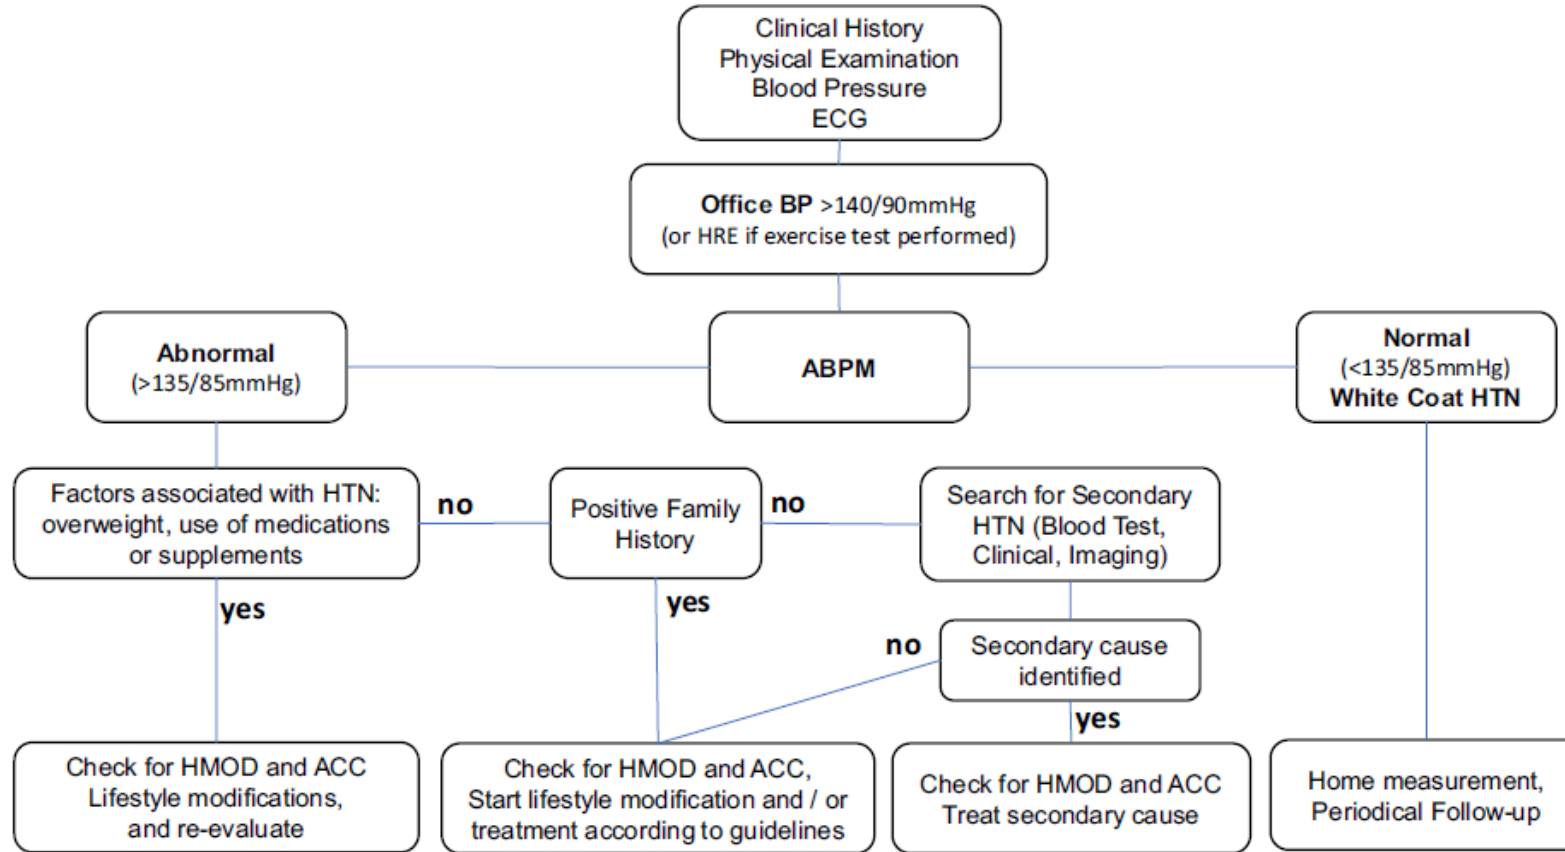 Clinical History
Physical Examination
Blood Pressure
ECG
Office BP >140/90mmHg
(or HRE if exercise test performed)
Abnormal
(>135/85mmHg)
ABPM
Normal
(<135/85mmHg)
White Coat HTN
Factors associated with HTN:
overweight, use of medications
or supplements
no
Positive Family
History
no
Search for Secondary
HTN (Blood Test,
Clinical, Imaging)
yes
yes
no
Secondary cause
identified
yes
Check for HMOD and ACC
Lifestyle modifications,
and re-evaluate
Check for HMOD and ACC,
Start lifestyle modification and / or
treatment according to guidelines
Check for HMOD and ACC
Treat secondary cause
Home measurement,
Periodical Follow-up